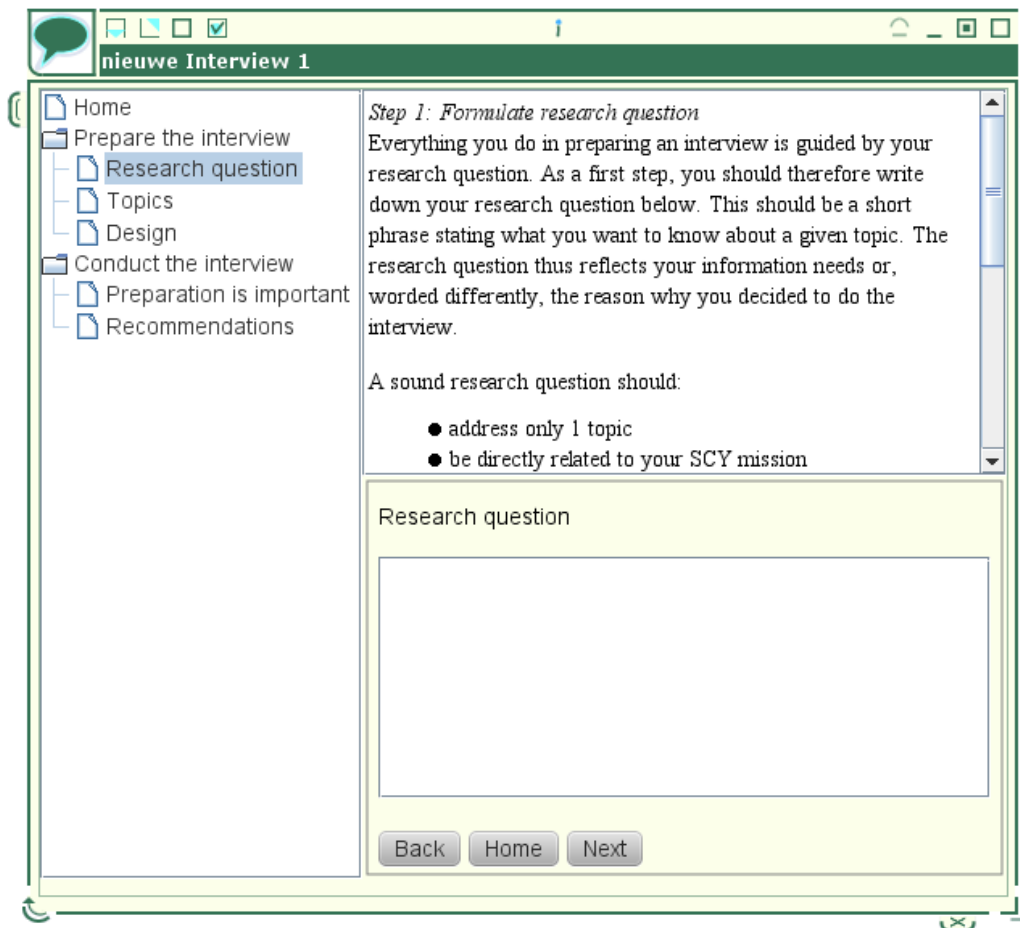 nieuwe Interview 1
Home
Prepare the interview
Research question
Topics
Design
Conduct the interview
Preparation is important
Recommendations
Step 1: Formulate research question
Everything you do in preparing an interview is guided by your
research question. As a first step, you should therefore write
down your research question below. This should be a short
phrase stating what you want to know about a given topic. The
research question thus reflects your information needs or,
worded differently, the reason why you decided to do the
interview.
A sound research question should:
● address only 1 topic
● be directly related to your SCY mission
Research question
Back Home Next